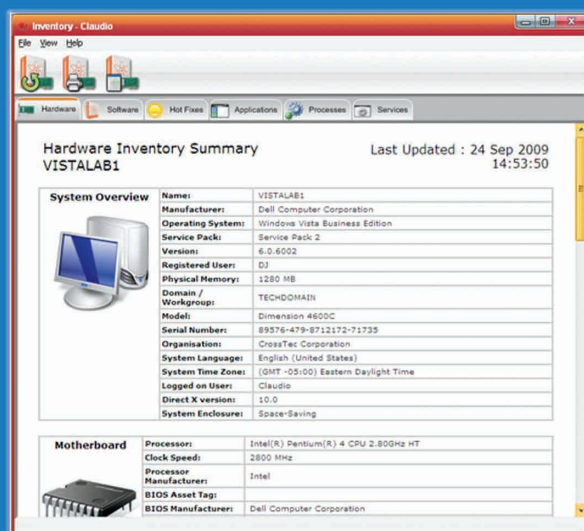 Inventory - Claudio
File View Help
Hardware Software Hot Fixes Applications Processes Services
Hardware Inventory Summary
VISTALAB1
Last Updated : 24 Sep 2009
14:53:50
System Overview
Name: VISTALAB1
Manufacturer: Dell Computer Corporation
Operating System: Windows Vista Business Edition
Service Pack: Service Pack 2
Version: 6.0.6002
Registered User: DJ
Physical Memory: 1280 MB
Domain /
Workgroup: TECHDOMAIN
Model: Dimension 4600C
Serial Number: 89576-479-8712172-71735
Organisation: CrossTec Corporation
System Language: English (United States)
System Time Zone: (GMT -05:00) Eastern Daylight Time
Logged on User: Claudio
Direct X version: 10.0
System Enclosure: Space-Saving
Motherboard
Processor: Intel(R) Pentium(R) 4 CPU 2.80GHz HT
Clock Speed: 2800 MHz
Processor
Manufacturer: Intel
BIOS Asset Tag:
BIOS Manufacturer: Dell Computer Corporation